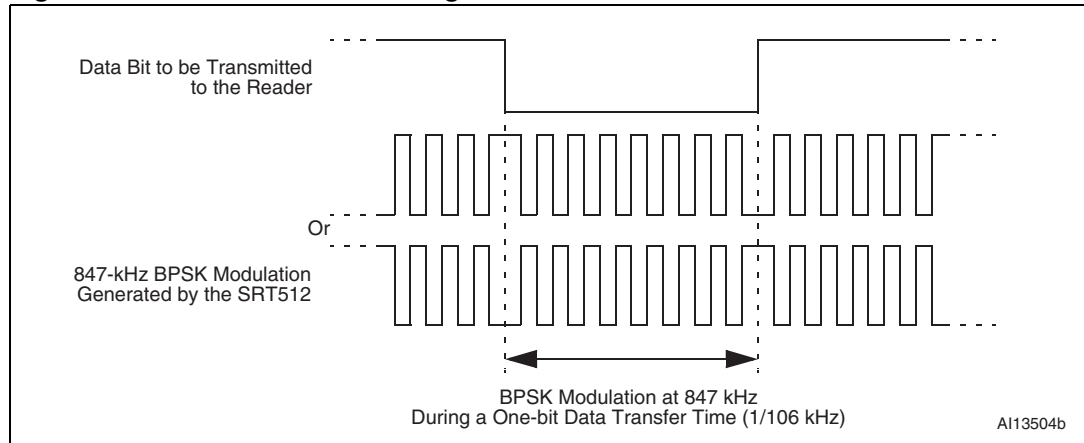 Data Bit to be Transmitted
to the Reader
Or
847-kHz BPSK Modulation
Generated by the SRT512
BPSK Modulation at 847 kHz
During a One-bit Data Transfer Time (1/106 kHz)
AI13504b